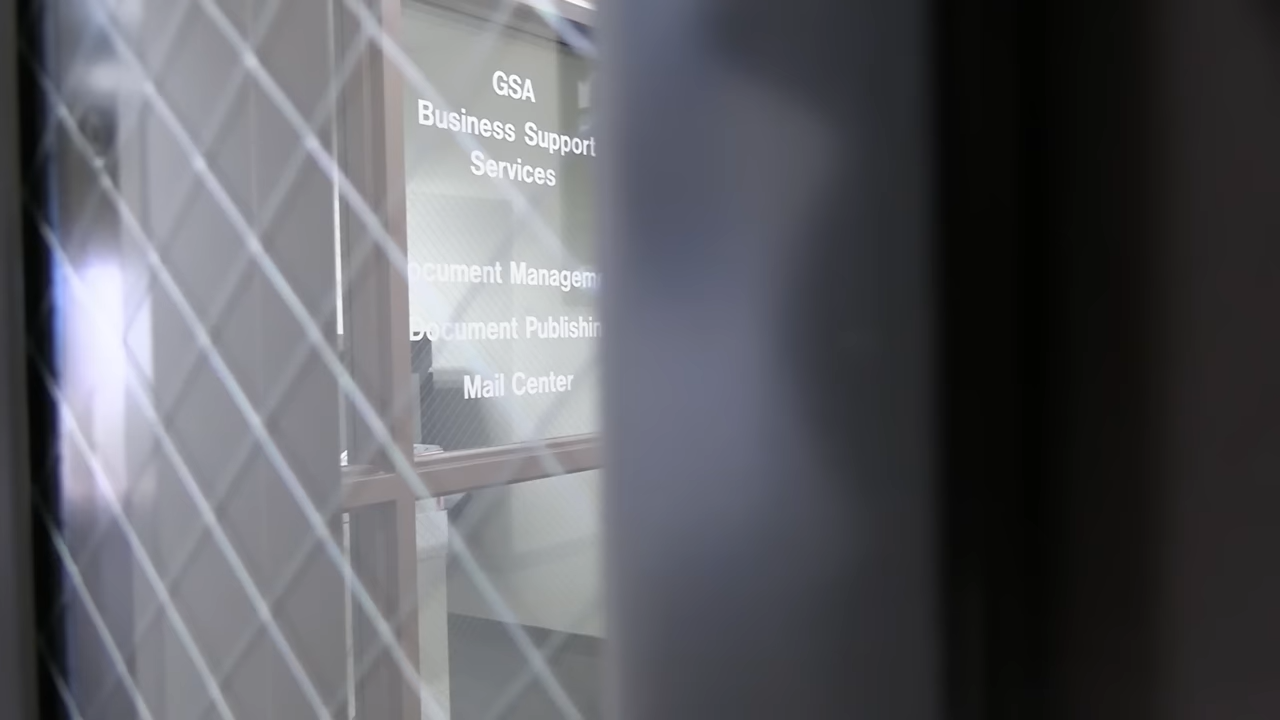 GSA
Business Support
Services
ocument Managem
Document Publishin
Mail Center